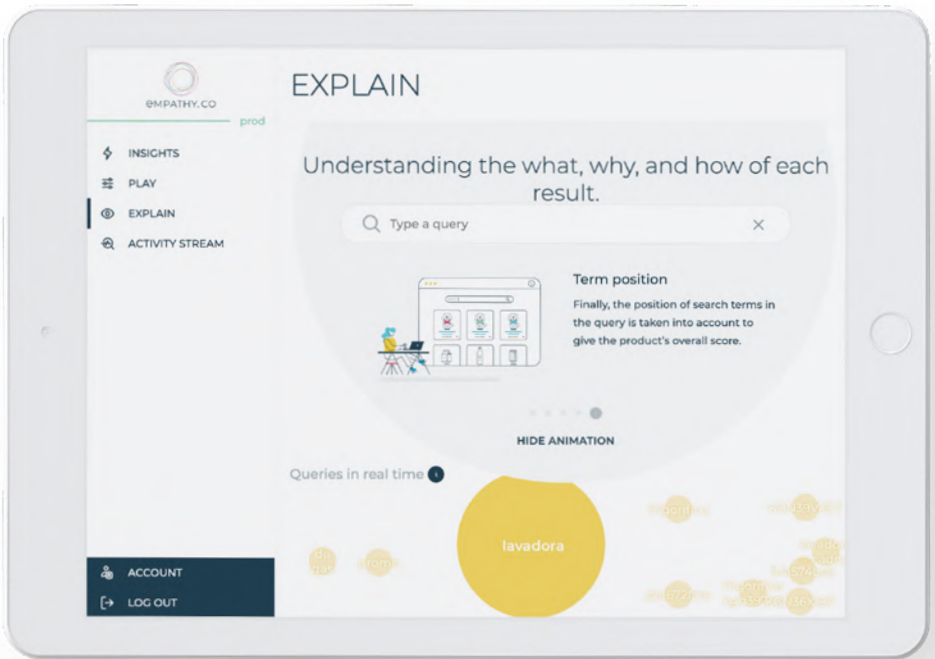 EMPATHY.CO
prod
INSIGHTS
PLAY
EXPLAIN
ACTIVITY STREAM
ACCOUNT
LOG OUT
EXPLAIN
Understanding the what, why, and how of each
result.
Type a query
Term position
Finally, the position of search terms in
the query is taken into account to
give the product's overall score.
HIDE ANIMATION
Queries in real time
lavadora